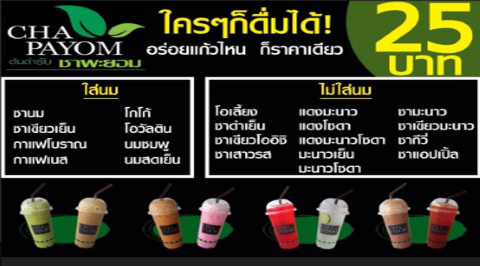 CHA PAYOM
ต้นตำรับ ชาพะยอม
ใครๆก็ดื่มได้!
อร่อยแก้วไหน ก็ราคาเดียว
25
บาท
ใส่นม
ชานม โกโก้
ชาเขียวเย็น โอวัลติน
กาแฟโบราณ นมชมพู
กาแฟเนส นมสดเย็น
ไม่ใส่นม
โอเลี้ยง แดงมะนาว ชามะนาว
ชาดำเย็น แดงโซดา ชาเขียวมะนาว
ชาเขียวโออิชิ แดงมะนาวโซดา ชากีวี่
ชาเสาวรส มะนาวเย็น ชาแอปเปิ้ล
มะนาวโซดา